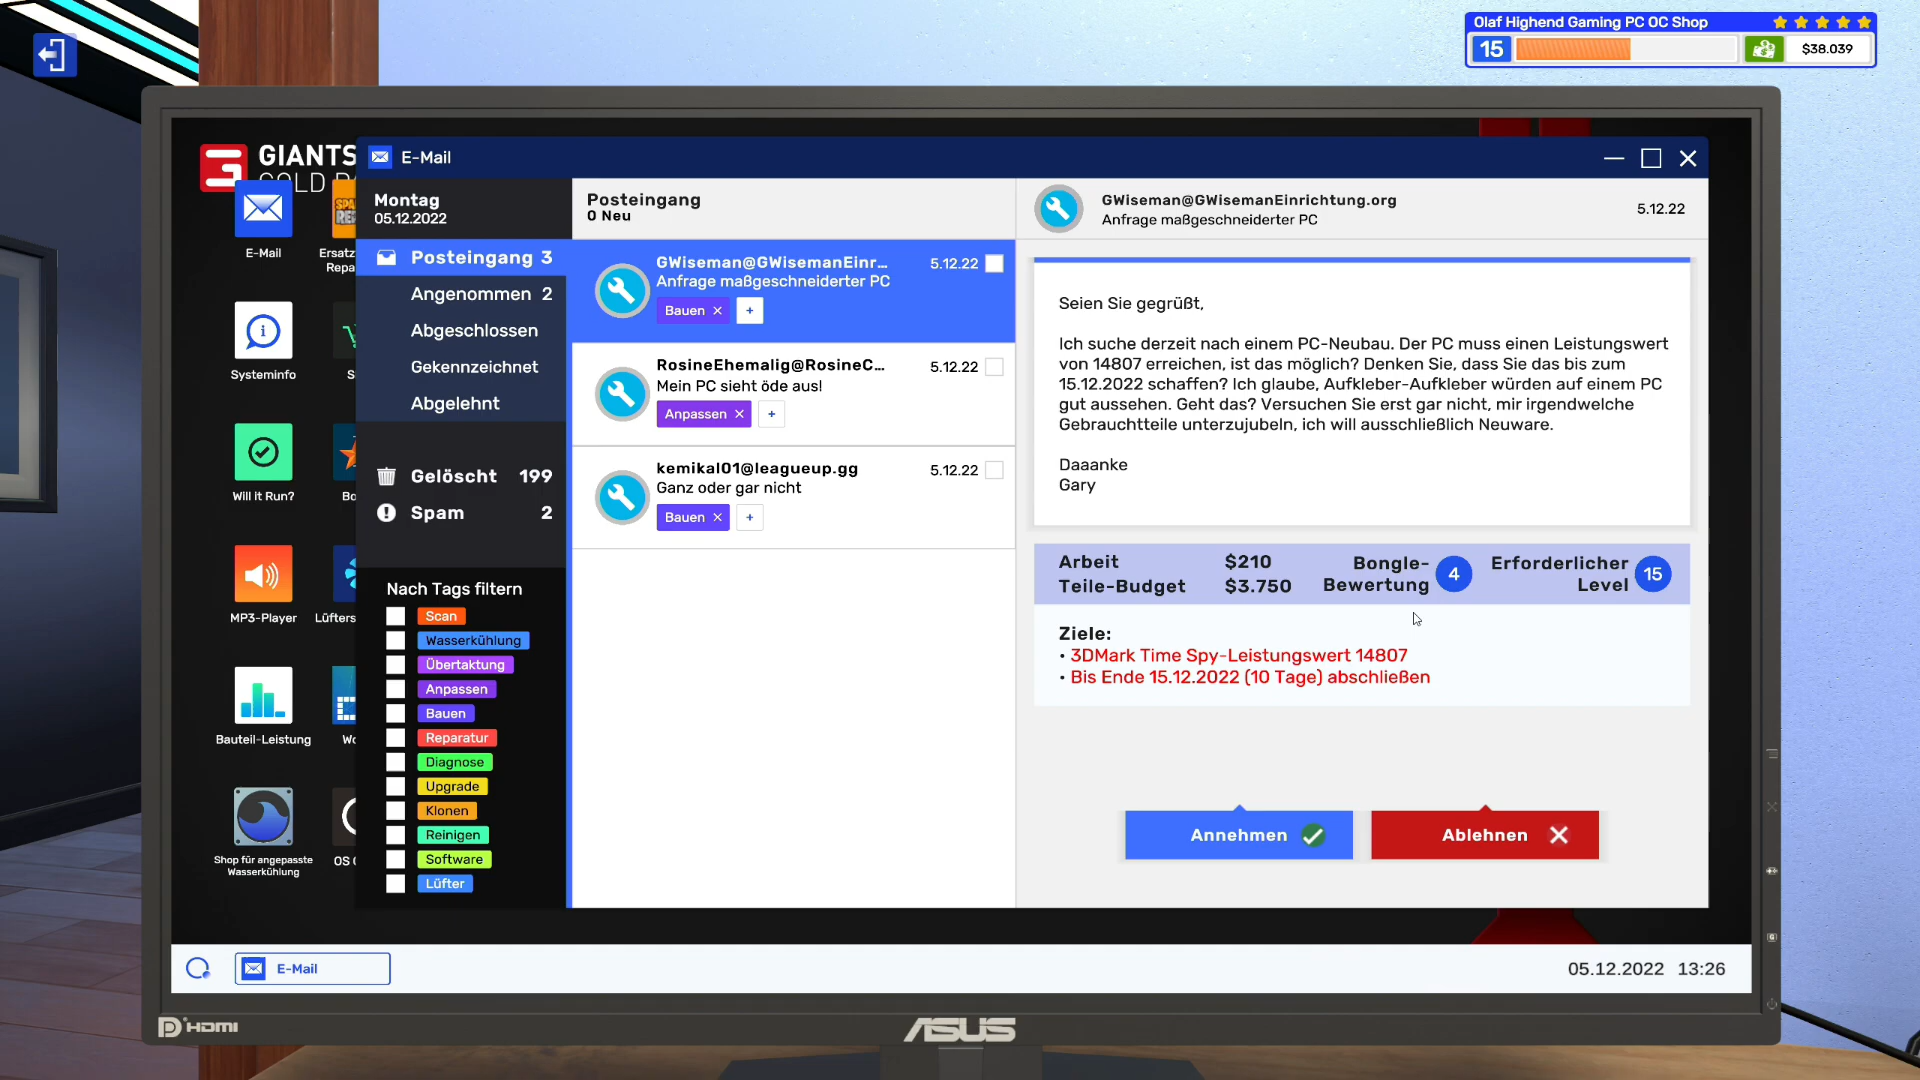 Olaf Highend Gaming PC OC Shop
15
$38.039
GIANTS
E-Mail
Montag
05.12.2022
Posteingang
0 Neu
GWiseman@GWisemanEinrichtung.org
Anfrage maßgeschneiderter PC
5.12.22
Posteingang 3
Angenommen 2
Abgeschlossen
Gekennzeichnet
Abgelehnt
Gelöscht 199
Spam 2
Nach Tags filtern
Scan
Wasserkühlung
Übertaktung
Anpassen
Bauen
Reparatur
Diagnose
Upgrade
Klonen
Reinigen
Software
Lüfter
GWiseman@GWisemanEinr...
5.12.22
Anfrage maßgeschneiderter PC
Bauen × +
RosineEhemalig@RosineC...
5.12.22
Mein PC sieht öde aus!
Anpassen × +
kemikal01@leagueup.gg
5.12.22
Ganz oder gar nicht
Bauen × +
Seien Sie gegrüßt,
Ich suche derzeit nach einem PC-Neubau. Der PC muss einen Leistungswert
von 14807 erreichen, ist das möglich? Denken Sie, dass Sie das bis zum
15.12.2022 schaffen? Ich glaube, Aufkleber-Aufkleber würden auf einem PC
gut aussehen. Geht das? Versuchen Sie erst gar nicht, mir irgendwelche
Gebrauchtteile unterzujubeln, ich will ausschließlich Neuware.
Daaanke
Gary
Arbeit $210
Teile-Budget $3.750
Bongle-
Bewertung 4
Erforderlicher
Level 15
Ziele:
• 3DMark Time Spy-Leistungswert 14807
• Bis Ende 15.12.2022 (10 Tage) abschließen
Annehmen
Ablehnen
E-Mail
Ersatz
Repa
Systeminfo
Will it Run?
Bo
MP3-Player
Lüfters
Bauteil-Leistung
Wo
Shop für angepasste
Wasserkühlung
OS
E-Mail
05.12.2022 13:26
HDMI
ASUS